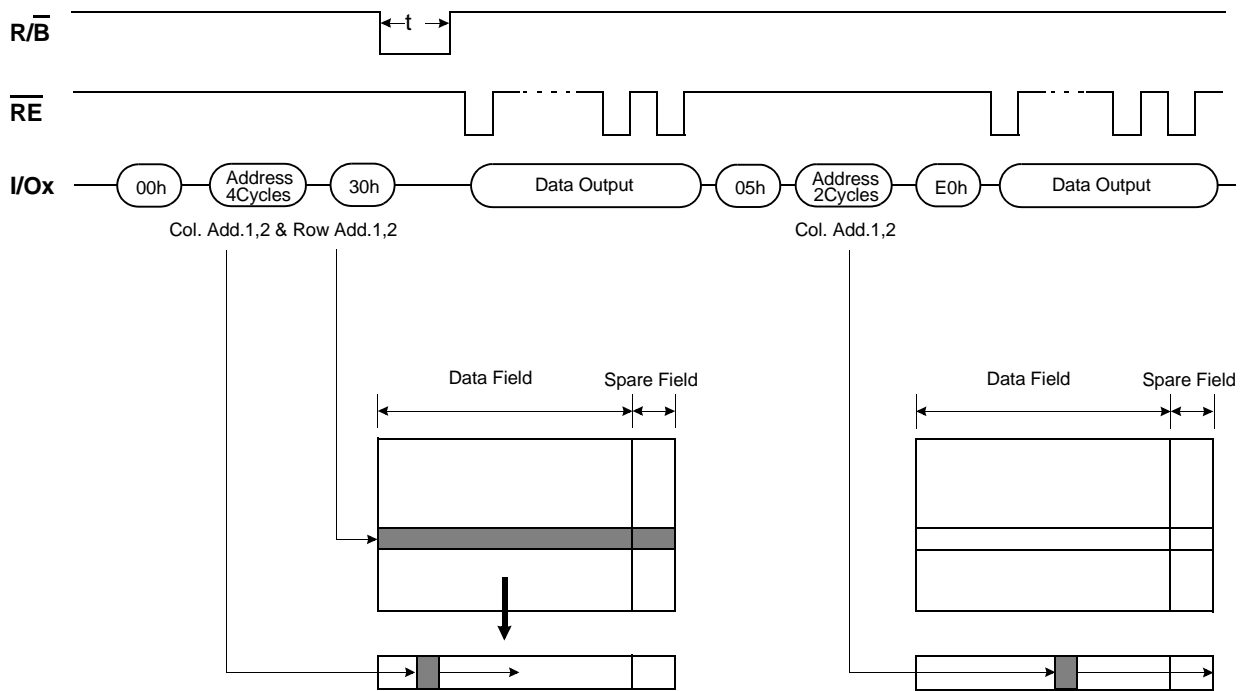 R/B
t
RE
I/Ox
00h
Address
4Cycles
30h
Data Output
05h
Address
2Cycles
E0h
Data Output
Col. Add.1,2 & Row Add.1,2
Col. Add.1,2
Data Field
Spare Field
Data Field
Spare Field